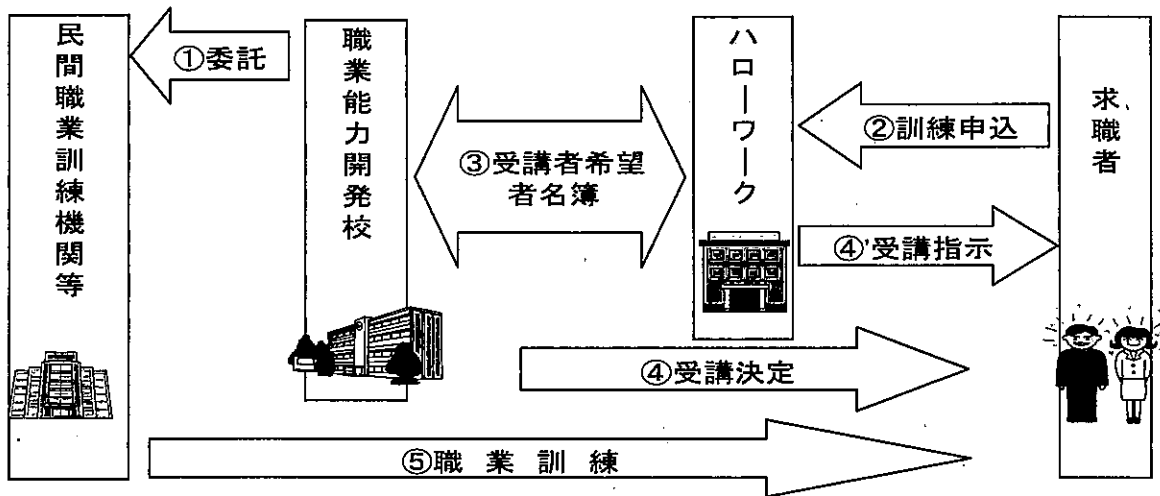 民間職業訓練機関等
①委託
職業能力開発校
③受講者希望
者名簿
ハローワーク
②訓練申込
④'受講指示
求職者
④受講決定
⑤職業訓練